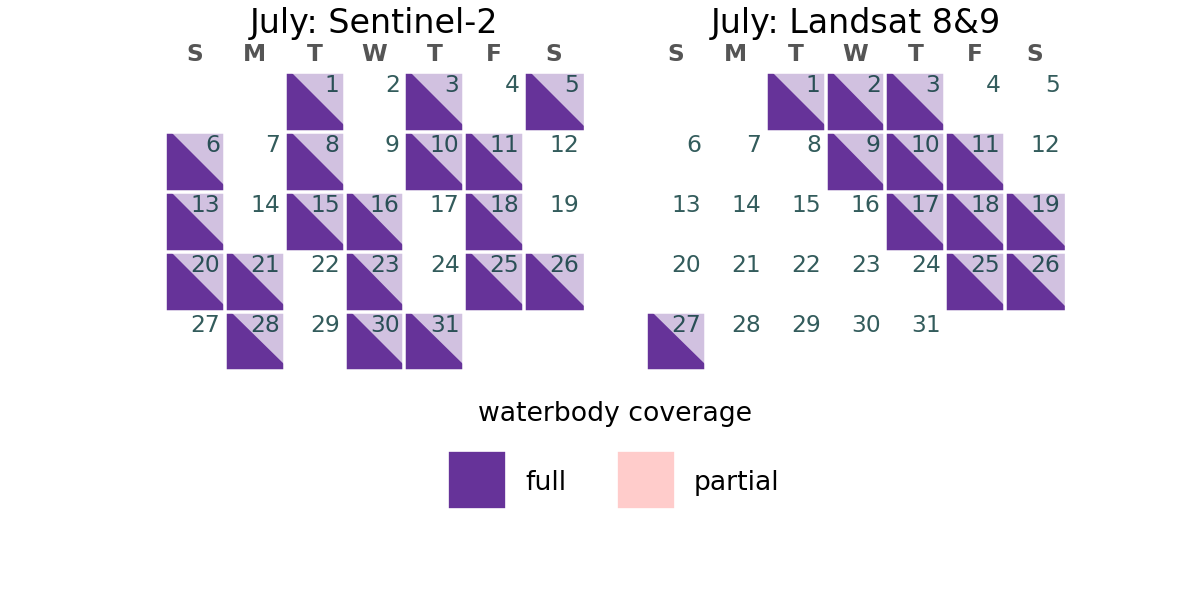 July: Sentinel-2
S M T W T F S
1 2 3 4 5
6 7 8 9 10 11 12
13 14 15 16 17 18 19
20 21 22 23 24 25 26
27 28 29 30 31
July: Landsat 8&9
S M T W T F S
1 2 3 4 5
6 7 8 9 10 11 12
13 14 15 16 17 18 19
20 21 22 23 24 25 26
27 28 29 30 31
waterbody coverage
full partial